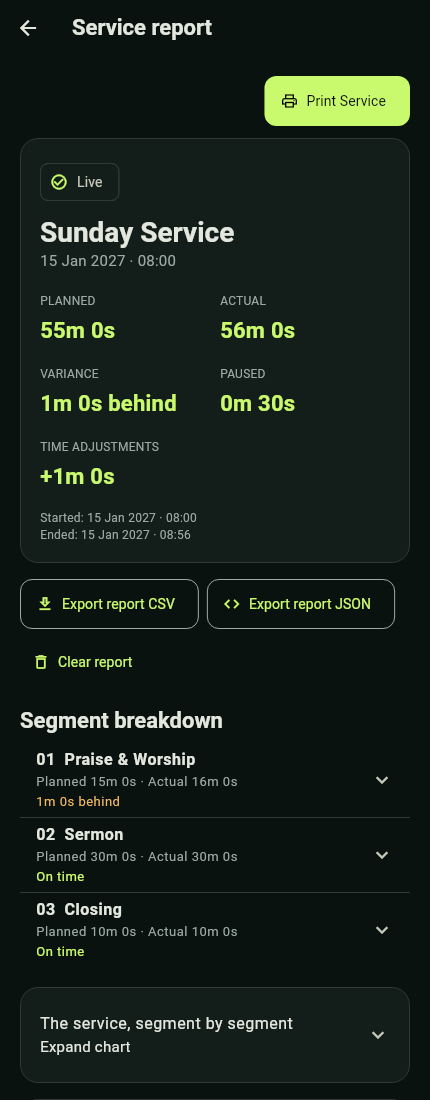 Service report
Print Service
Live
Sunday Service
15 Jan 2027 · 08:00
PLANNED
ACTUAL
55m 0s
56m 0s
VARIANCE
PAUSED
1m 0s behind
0m 30s
TIME ADJUSTMENTS
+1m 0s
Started: 15 Jan 2027 · 08:00
Ended: 15 Jan 2027 · 08:56
Export report CSV
Export report JSON
Clear report
Segment breakdown
01 Praise & Worship
Planned 15m 0s · Actual 16m 0s
1m 0s behind
02 Sermon
Planned 30m 0s · Actual 30m 0s
On time
03 Closing
Planned 10m 0s · Actual 10m 0s
On time
The service, segment by segment
Expand chart